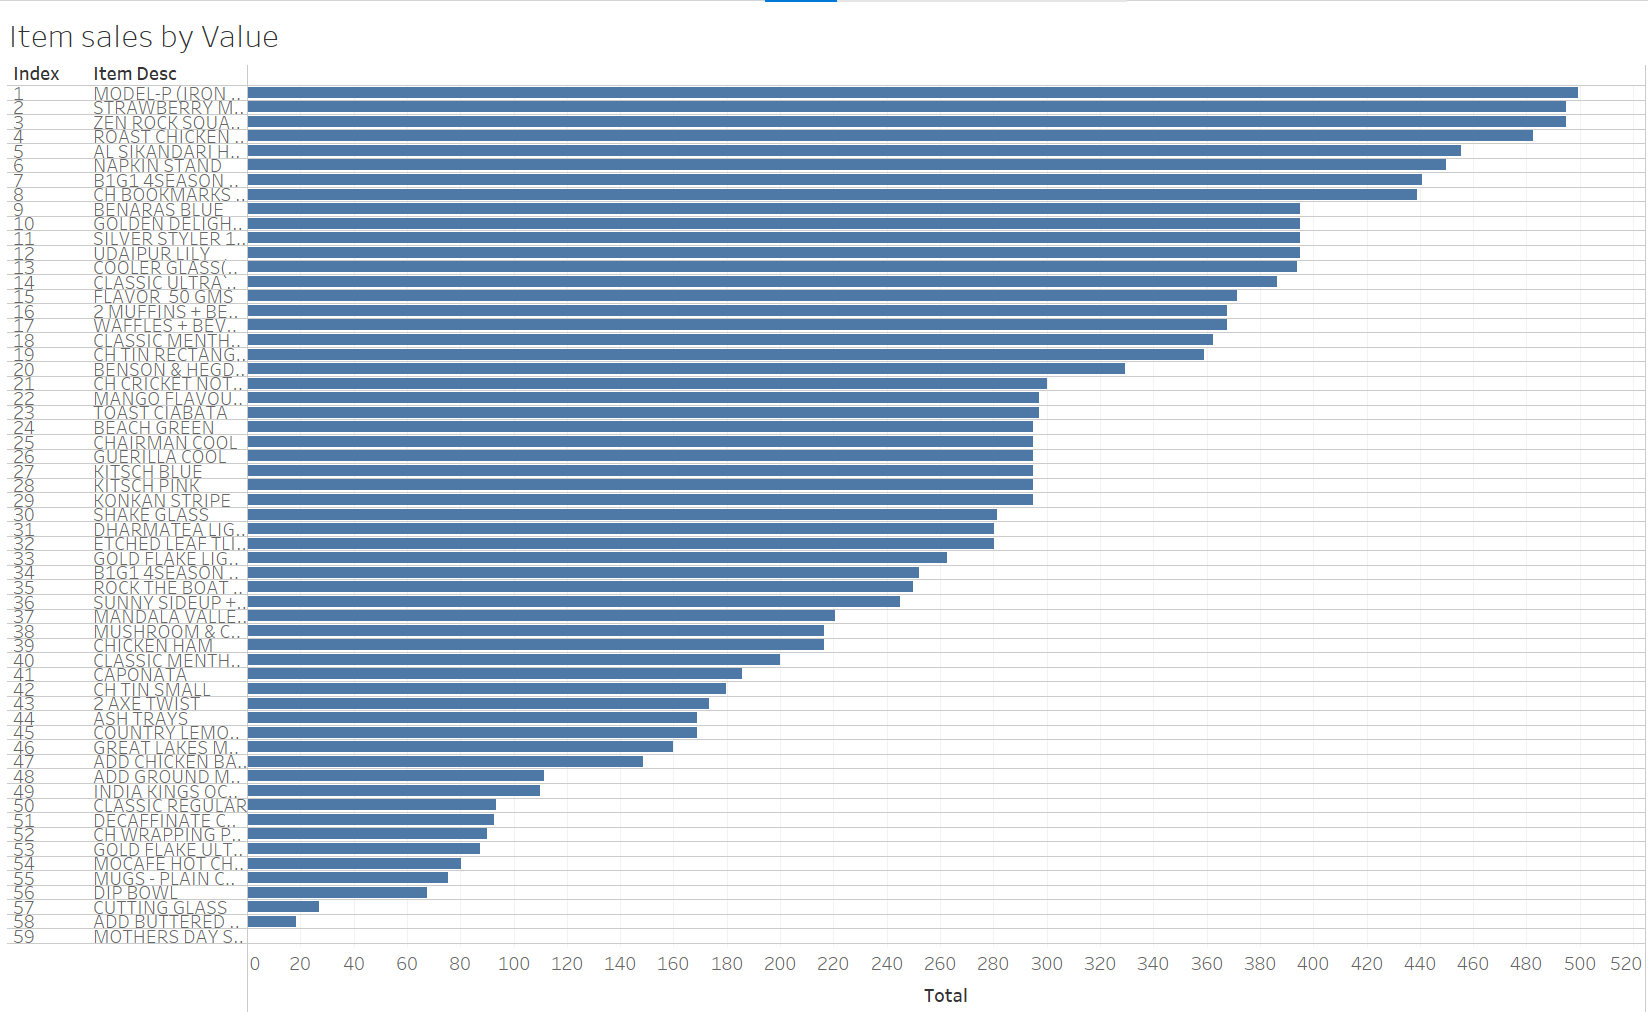 Item sales by Value
Index Item Desc
1 MODEL-P (IRON ..
2 STRAWBERRY M..
3 ZEN ROCK SQUA..
4 ROAST CHICKEN ..
5 AL SIKANDARI H..
6 NAPKIN STAND
7 B1G1 4SEASON ..
8 CH BOOKMARKS ..
9 BENARAS BLUE
10 GOLDEN DELIGH..
11 SILVER STYLER 1..
12 UDAIPUR LILY
13 COOLER GLASS(..
14 CLASSIC ULTRA ..
15 FLAVOR  50 GMS
16 2 MUFFINS + BE..
17 WAFFLES + BEV..
18 CLASSIC MENTH..
19 CH TIN RECTANG..
20 BENSON & HEGD..
21 CH CRICKET NOT..
22 MANGO FLAVOU..
23 TOAST CIABATA
24 BEACH GREEN
25 CHAIRMAN COOL
26 GUERILLA COOL
27 KITSCH BLUE
28 KITSCH PINK
29 KONKAN STRIPE
30 SHAKE GLASS
31 DHARMATEA LIG..
32 ETCHED LEAF TLI..
33 GOLD FLAKE LIG..
34 B1G1 4SEASON ..
35 ROCK THE BOAT ..
36 SUNNY SIDEUP +..
37 MANDALA VALLE..
38 MUSHROOM & C..
39 CHICKEN HAM
40 CLASSIC MENTH..
41 CAPONATA
42 CH TIN SMALL
43 2 AXE TWIST
44 ASH TRAYS
45 COUNTRY LEMO..
46 GREAT LAKES M..
47 ADD CHICKEN BA..
48 ADD GROUND M..
49 INDIA KINGS OC..
50 CLASSIC REGULAR
51 DECAFFINATE C..
52 CH WRAPPING P..
53 GOLD FLAKE ULT..
54 MOCAFE HOT CH..
55 MUGS - PLAIN C..
56 DIP BOWL
57 CUTTING GLASS
58 ADD BUTTERED ..
59 MOTHERS DAY S..
0 20 40 60 80 100 120 140 160 180 200 220 240 260 280 300 320 340 360 380 400 420 440 460 480 500 520
Total